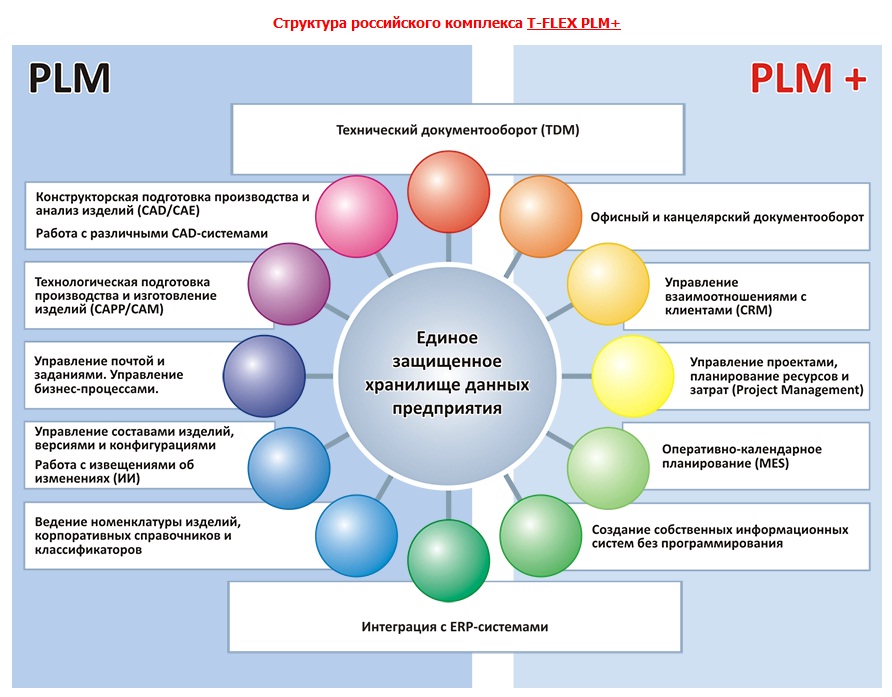 Структура российского комплекса T-FLEX PLM+
PLM
PLM +
Технический документооборот (TDM)
Конструкторская подготовка производства и
анализ изделий (CAD/CAE)
Работа с различными CAD-системами
Офисный и канцелярский документооборот
Технологическая подготовка
производства и изготовление
изделий (CAPP/CAM)
Управление
взаимоотношениями с
клиентами (CRM)
Единое
защищенное
хранилище данных
предприятия
Управление почтой и
заданиями. Управление
бизнес-процессами.
Управление проектами,
планирование ресурсов и
затрат (Project Management)
Управление составами изделий,
версиями и конфигурациями
Работа с извещениями об
изменениях (ИИ)
Оперативно-календарное
планирование (MES)
Ведение номенклатуры изделий,
корпоративных справочников и
классификаторов
Создание собственных информационных
систем без программирования
Интеграция с ERP-системами